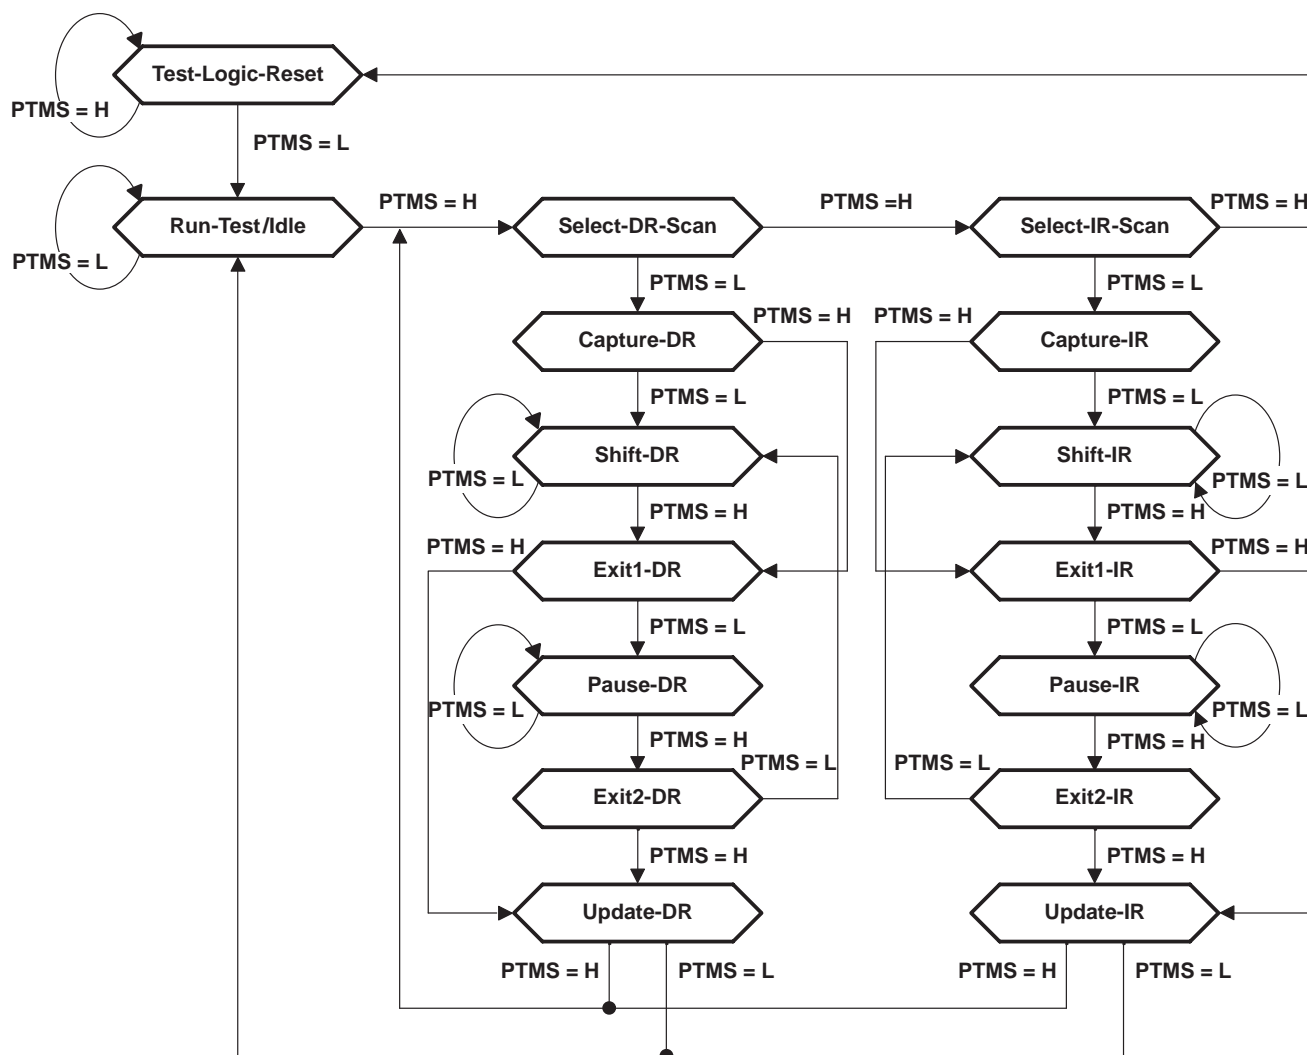 Test-Logic-Reset
PTMS = H
PTMS = L
PTMS = H
PTMS =H
PTMS = H
Run-Test/Idle
Select-DR-Scan
Select-IR-Scan
PTMS = L
PTMS = L
PTMS = L
PTMS = H
PTMS = H
Capture-DR
Capture-IR
PTMS = L
PTMS = L
Shift-DR
Shift-IR
PTMS = L
PTMS = L
PTMS = H
PTMS = H
PTMS = H
PTMS = H
Exit1-DR
Exit1-IR
PTMS = L
PTMS = L
Pause-DR
Pause-IR
PTMS = L
PTMS = L
PTMS = H
PTMS = H
PTMS = L
PTMS = L
Exit2-DR
Exit2-IR
PTMS = H
PTMS = H
Update-DR
Update-IR
PTMS = H
PTMS = L
PTMS = H
PTMS = L